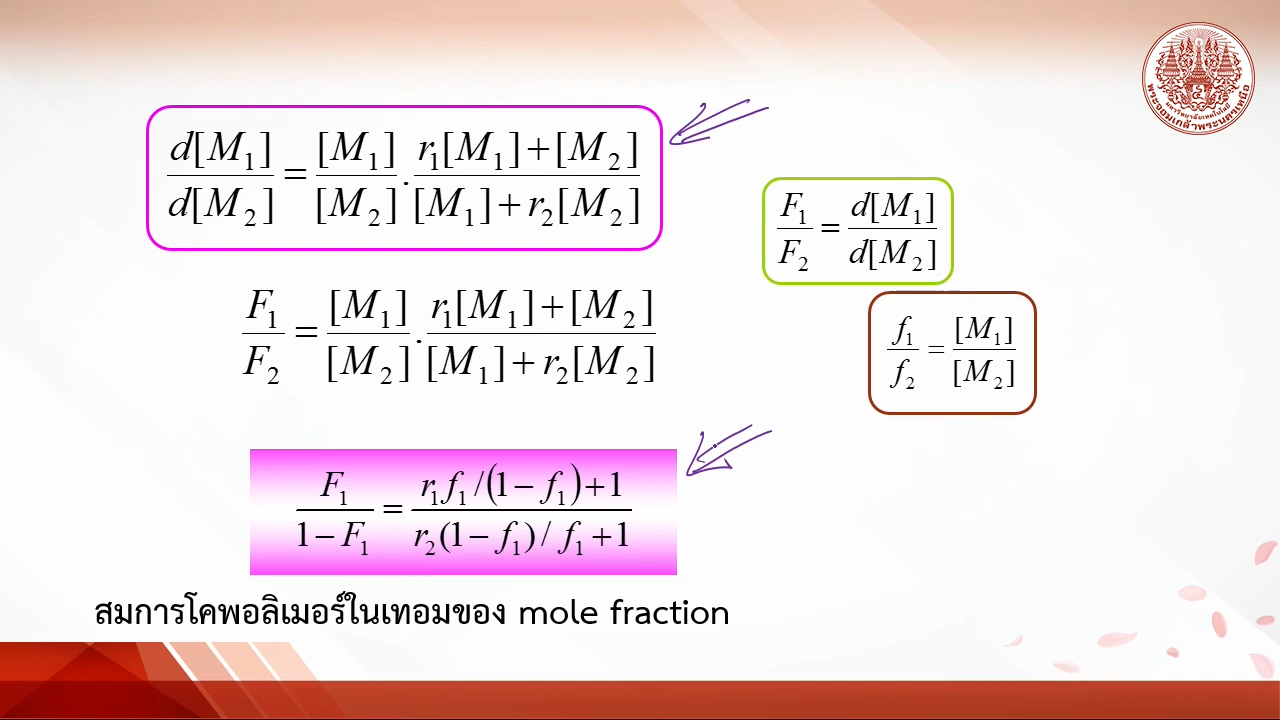 d[M₁]/d[M₂] = [M₁]/[M₂] . r₁[M₁]+[M₂]/[M₁]+r₂[M₂]
F₁/F₂ = d[M₁]/d[M₂]
F₁/F₂ = [M₁]/[M₂] . r₁[M₁]+[M₂]/[M₁]+r₂[M₂]
f₁/f₂ = [M₁]/[M₂]
F₁/1−F₁ = r₁f₁/(1−f₁)+1/r₂(1−f₁)/f₁+1
สมการโคพอลิเมอร์ในเทอมของ mole fraction